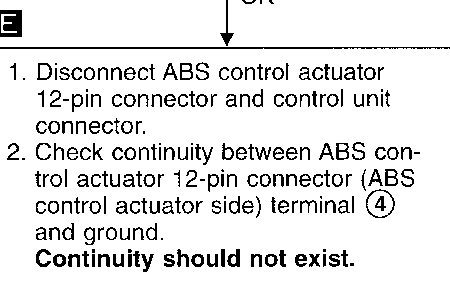 OK
E
1. Disconnect ABS control actuator
12-pin connector and control unit
connector.
2. Check continuity between ABS con-
trol actuator 12-pin connector (ABS
control actuator side) terminal ④
and ground.
Continuity should not exist.